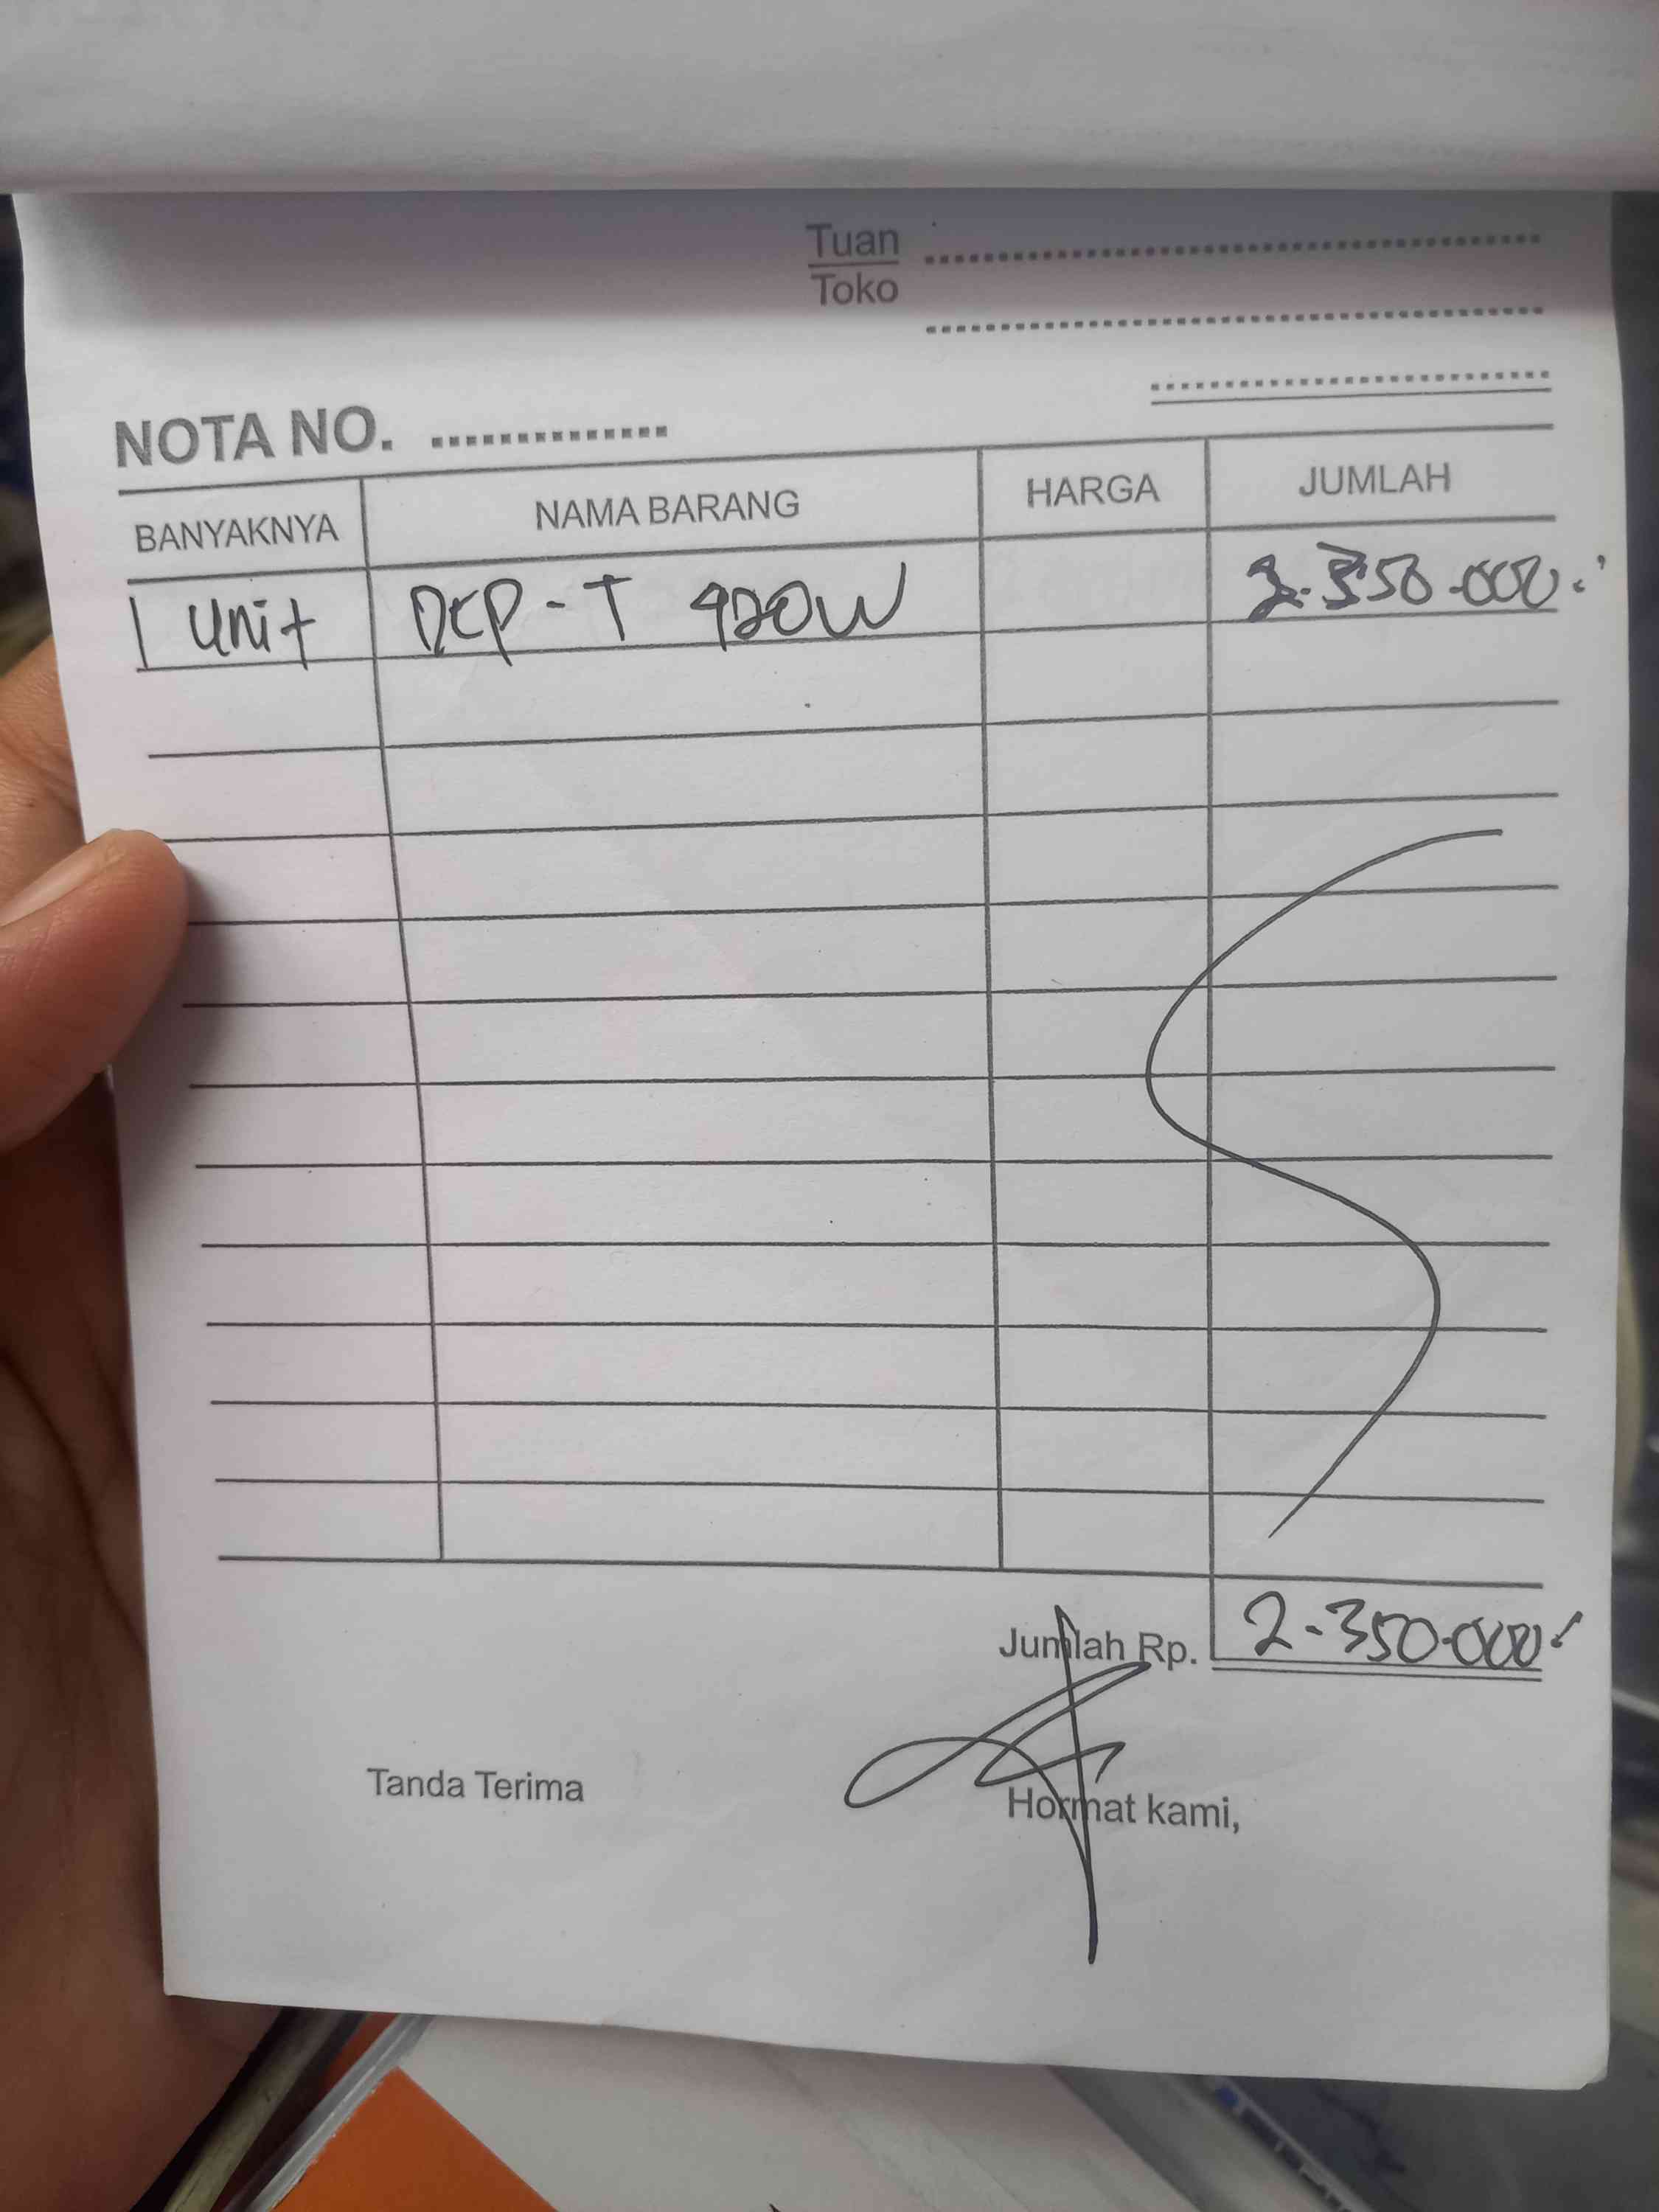 Tuan
Toko
NOTA NO.
BANYAKNYA NAMA BARANG HARGA JUMLAH
1 Unit DCP-T 420W 2.350.000
Jumlah Rp. 2.350.000
Tanda Terima Hormat kami,